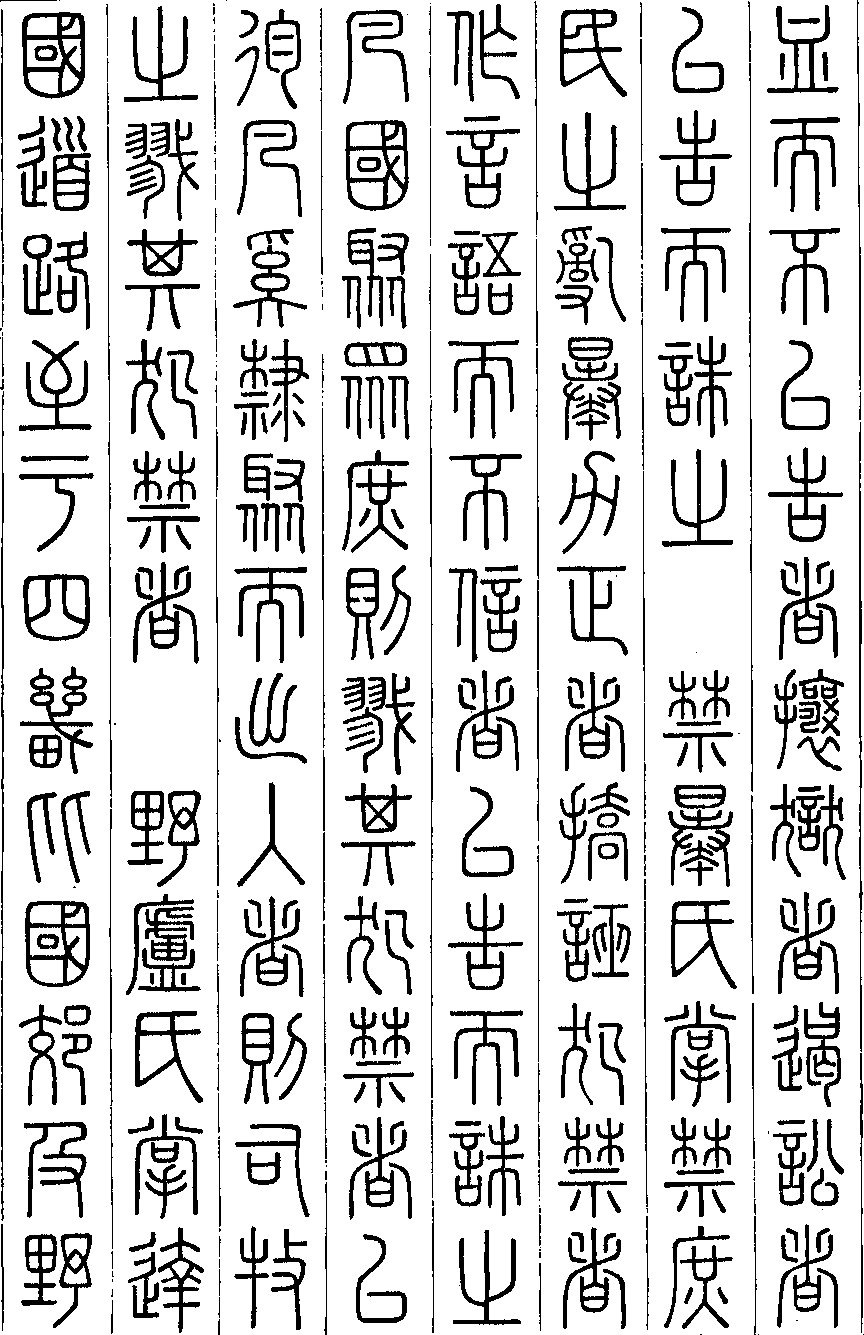 血而不以告者攘獄者遏訟者
以告而誅之　禁暴氏掌禁庶
民之亂暴力正者撟誣犯禁者
作言語而不信者以告而誅之
凡國聚眾庶則戮其犯禁者以
徇凡奚隸聚而出入者則司牧
之戮其犯禁者　野廬氏掌達
國道路至于四畿比國郊及野